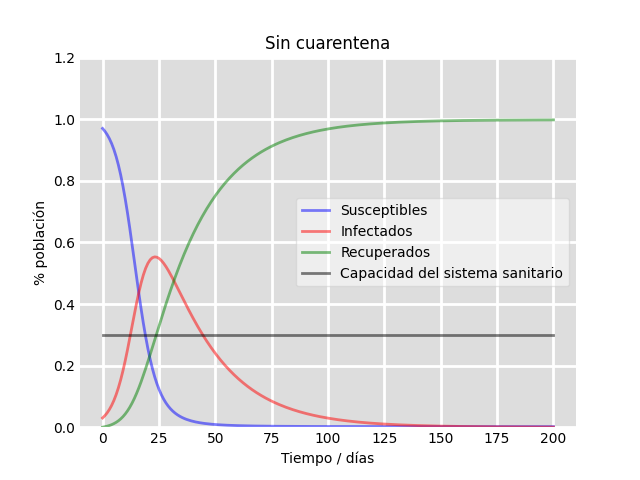 Sin cuarentena
1.2
1.0
0.8
0.6
0.4
0.2
0.0
% población
Susceptibles
Infectados
Recuperados
Capacidad del sistema sanitario
0 25 50 75 100 125 150 175 200
Tiempo / días